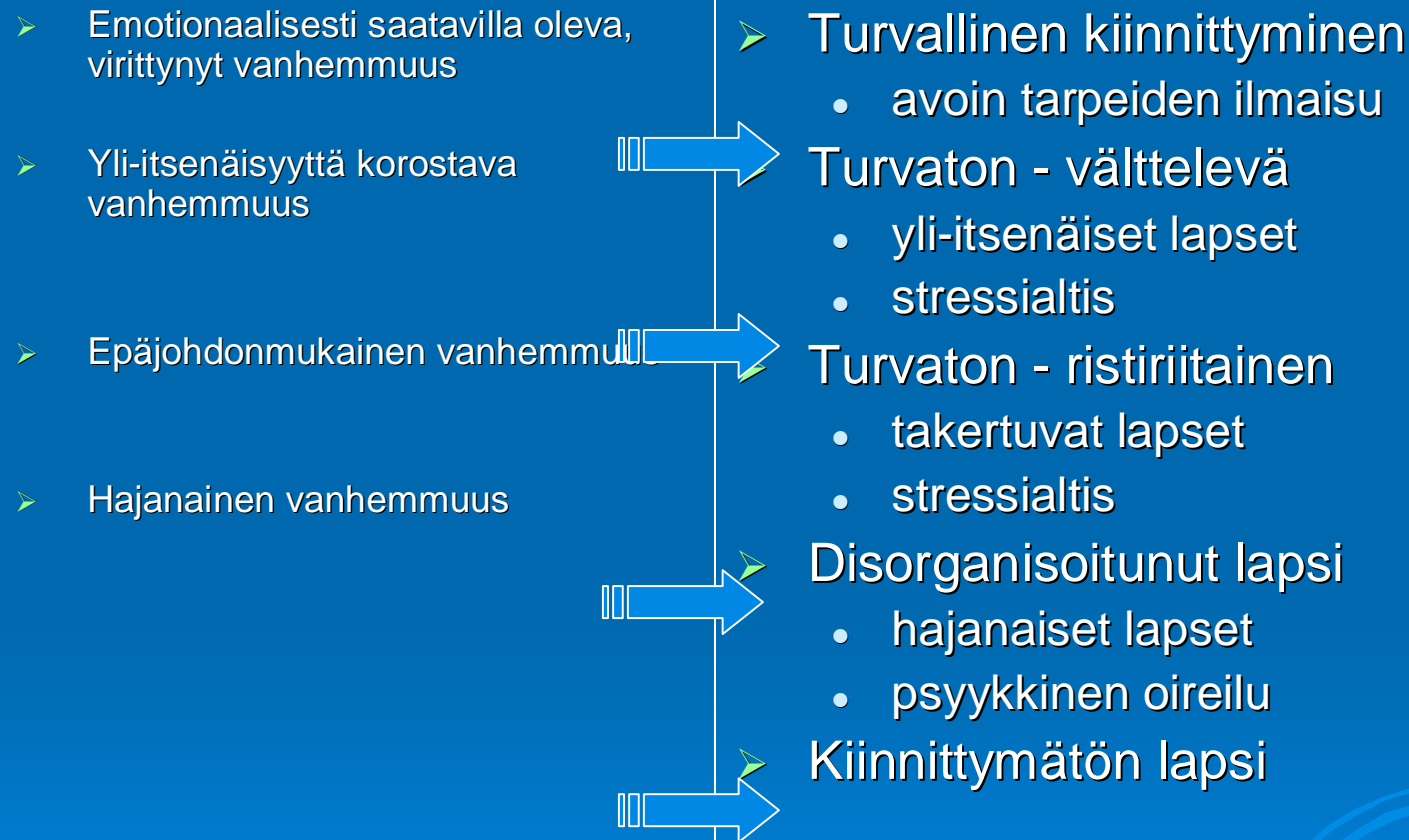 Emotionaalisesti saatavilla oleva,
virittynyt vanhemmuus
Yli-itsenäisyyttä korostava
vanhemmuus
Epäjohdonmukainen vanhemmuus
Hajanainen vanhemmuus
Turvallinen kiinnittyminen
avoin tarpeiden ilmaisu
Turvaton - välttelevä
yli-itsenäiset lapset
stressialtis
Turvaton - ristiriitainen
takertuvat lapset
stressialtis
Disorganisoitunut lapsi
hajanaiset lapset
psyykkinen oireilu
Kiinnittymätön lapsi